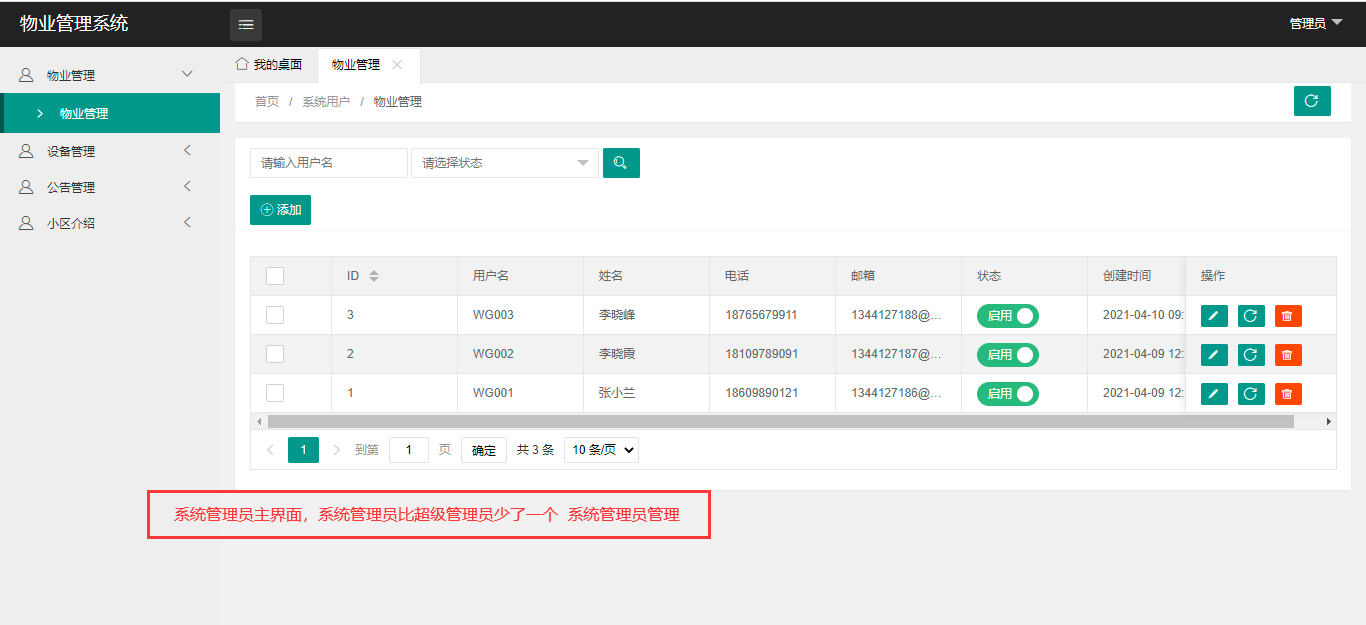 物业管理系统
管理员
物业管理
物业管理
设备管理
公告管理
小区介绍
我的桌面
物业管理
首页 / 系统用户 / 物业管理
请输入用户名
请选择状态
添加
ID 用户名 姓名 电话 邮箱 状态 创建时间 操作
3 WG003 李晓峰 18765679911 1344127188@... 启用 2021-04-10 09:
2 WG002 李晓霞 18109789091 1344127187@... 启用 2021-04-09 12:
1 WG001 张小兰 18609890121 1344127186@... 启用 2021-04-09 12:
1 到第 1 页 确定 共 3 条 10 条/页
系统管理员主界面，系统管理员比超级管理员少了一个 系统管理员管理